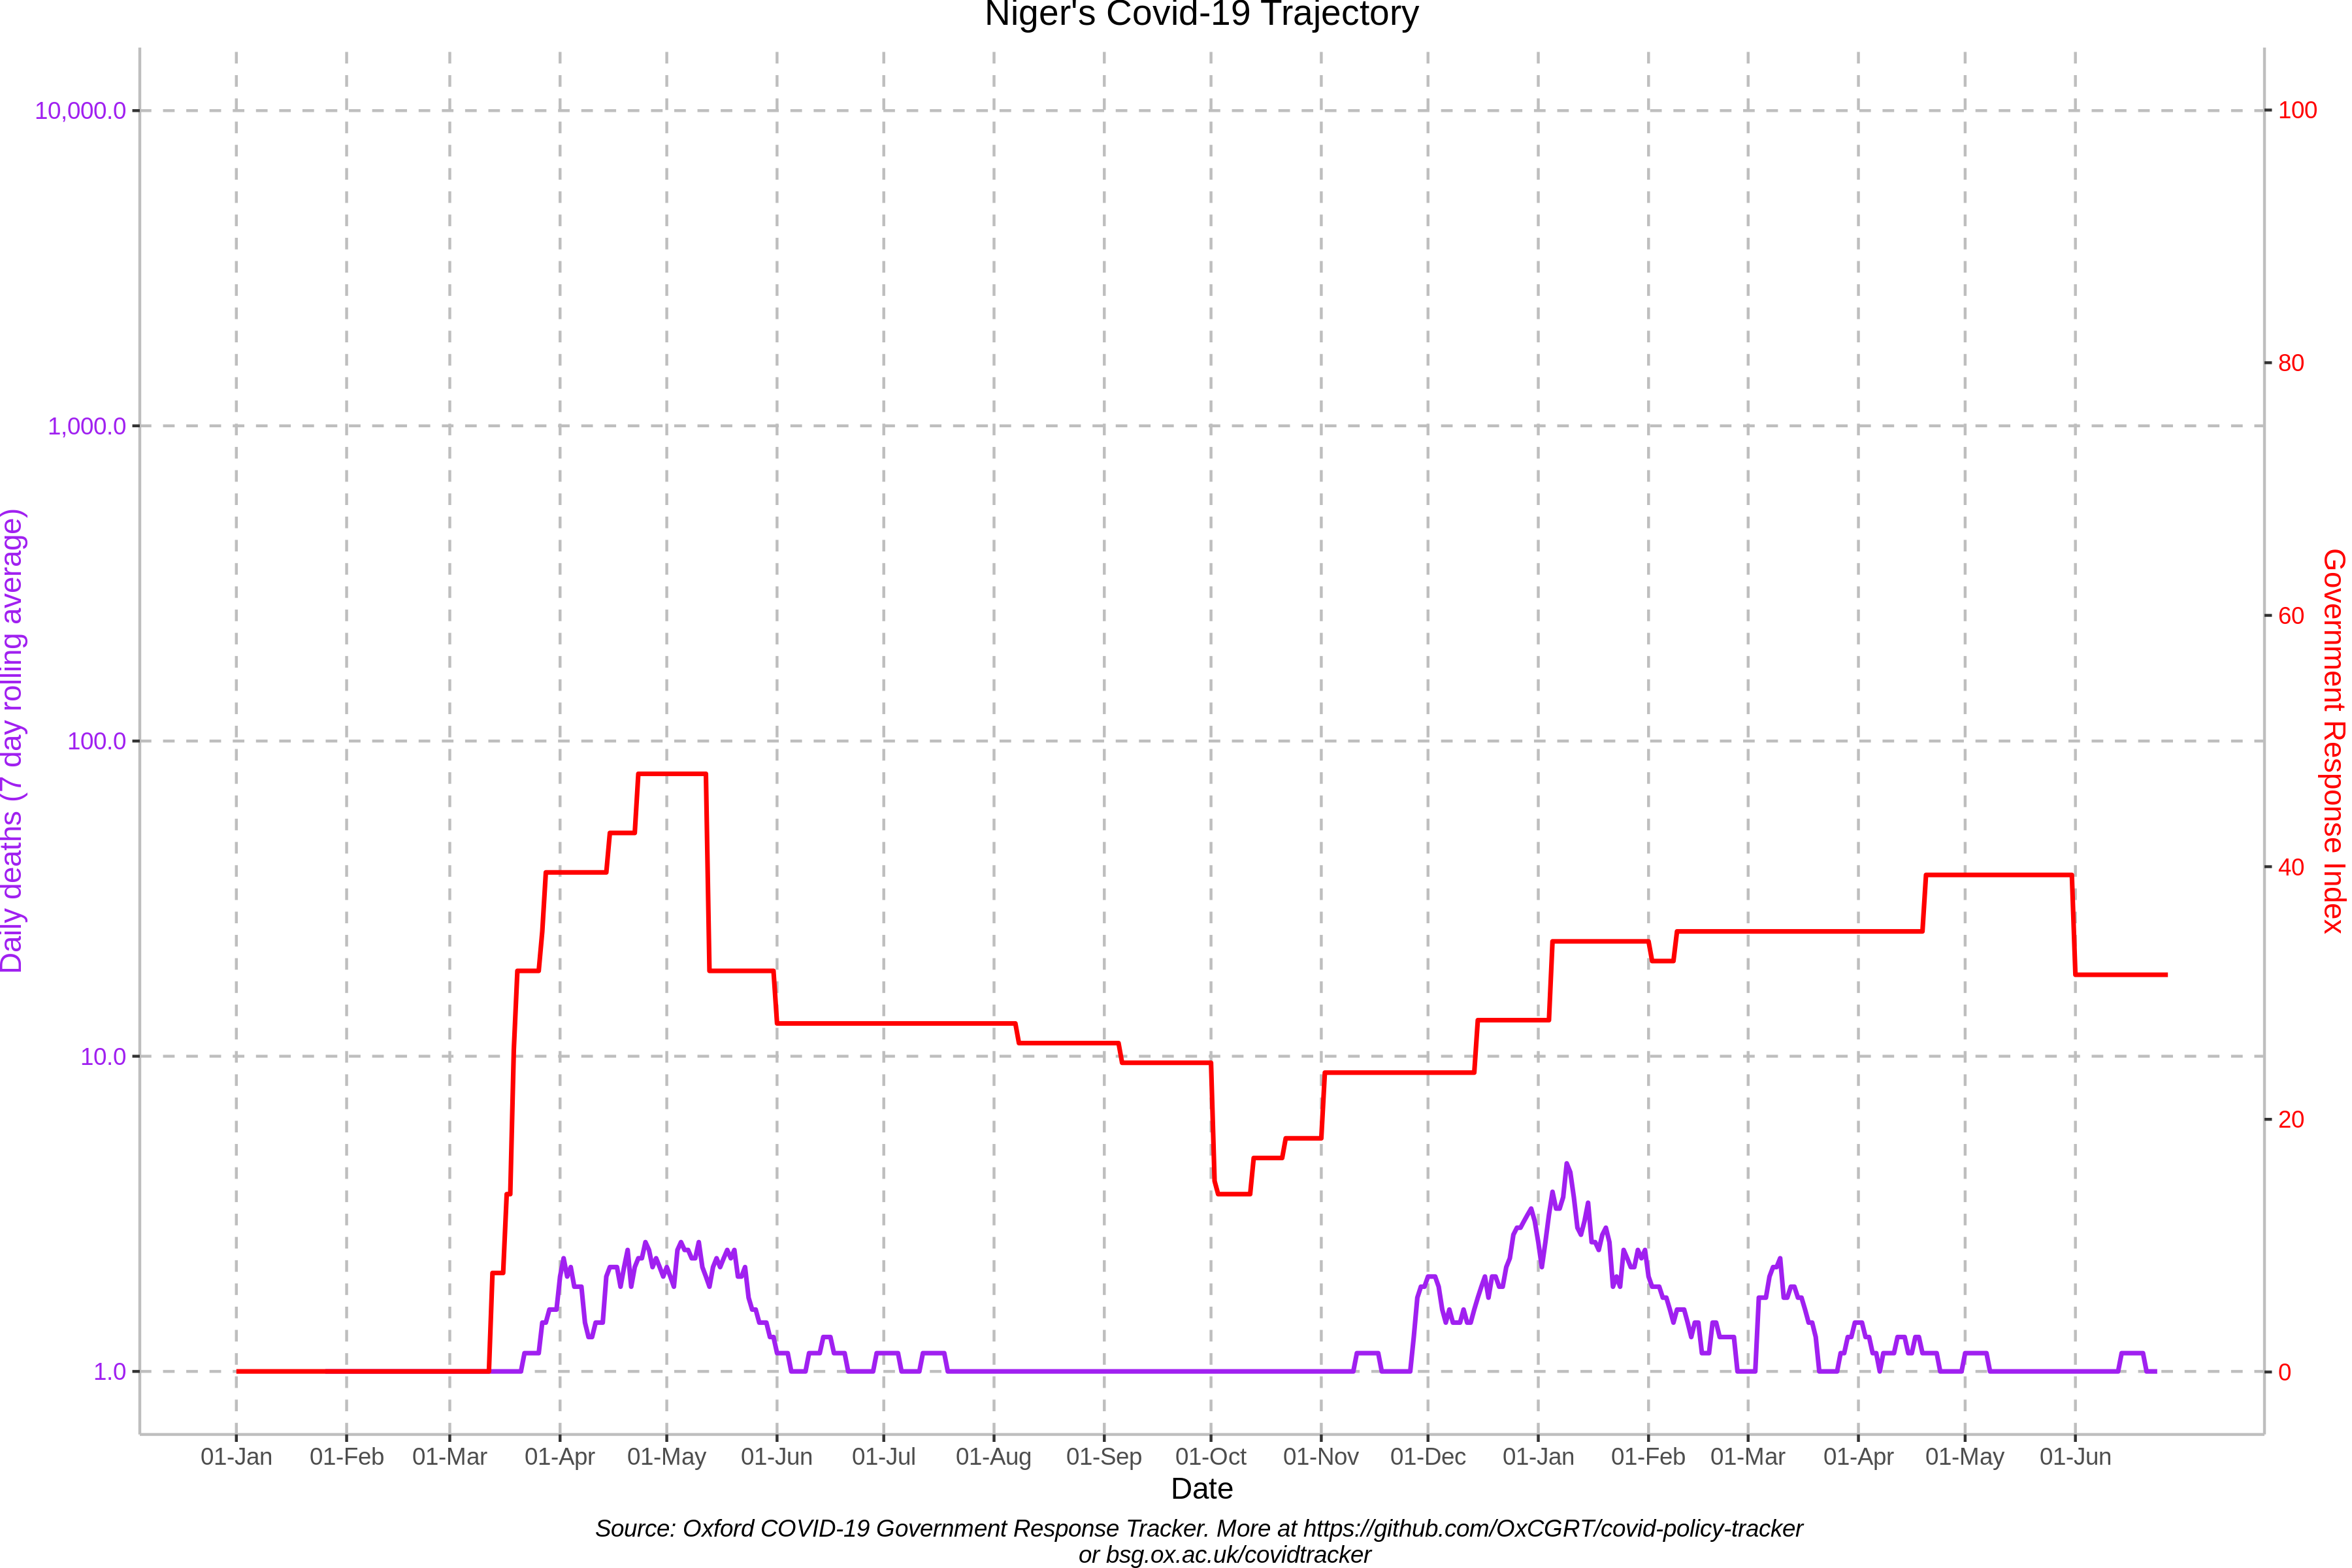 Niger's Covid-19 Trajectory
10,000.0
1,000.0
100.0
10.0
1.0
Daily deaths (7 day rolling average)
100
80
60
40
20
0
Government Response Index
01-Jan 01-Feb 01-Mar 01-Apr 01-May 01-Jun 01-Jul 01-Aug 01-Sep 01-Oct 01-Nov 01-Dec 01-Jan 01-Feb 01-Mar 01-Apr 01-May 01-Jun
Date
Source: Oxford COVID-19 Government Response Tracker. More at https://github.com/OxCGRT/covid-policy-tracker
or bsg.ox.ac.uk/covidtracker